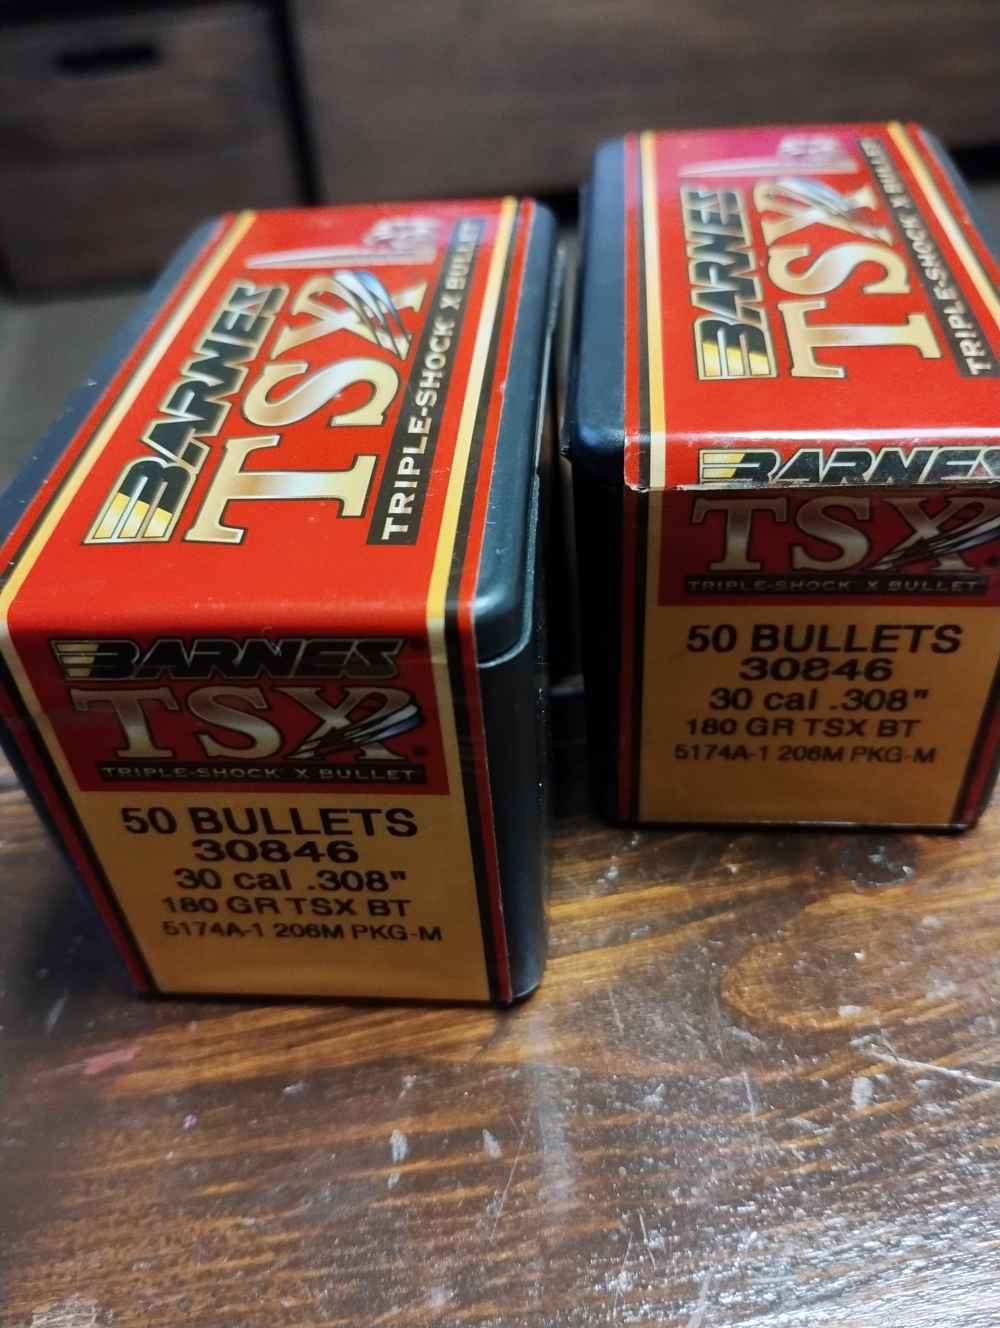 BARNES
TSX
TRIPLE-SHOCK X BULLET
BARNES
TSX
TRIPLE-SHOCK X BULLET
50 BULLETS
30846
30 cal .308"
180 GR TSX BT
5174A-1 206M PKG-M
BARNES
TSX
TRIPLE-SHOCK X BULLET
BARNES
TSX
TRIPLE-SHOCK X BULLET
50 BULLETS
30846
30 cal .308"
180 GR TSX BT
5174A-1 206M PKG-M